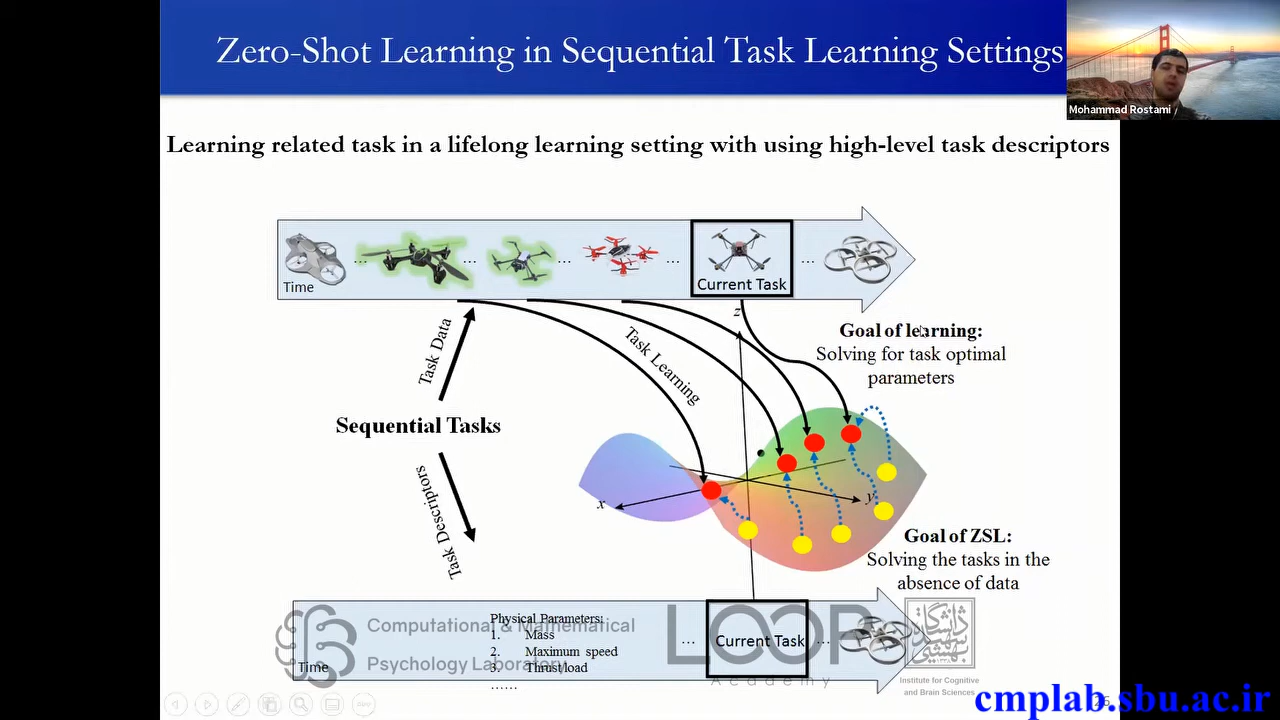 Zero-Shot Learning in Sequential Task Learning Settings
Mohammad Rostami
Learning related task in a lifelong learning setting with using high-level task descriptors
Time
...
...
...
...
Current Task
...
z
Task Data
Task Learning
Goal of learning:
Solving for task optimal
parameters
Sequential Tasks
x
y
Task Descriptors
Goal of ZSL:
Solving the tasks in the
absence of data
Time
Physical Parameters:
1. Mass
2. Maximum speed
3. Thrust/load
......
...
Current Task
...
Computational & Mathematical
Psychology Laboratory
LOOP
Academy
دانشگاه
شهید
بهشتی
Institute for Cognitive
and Brain Sciences
cmplab.sbu.ac.ir